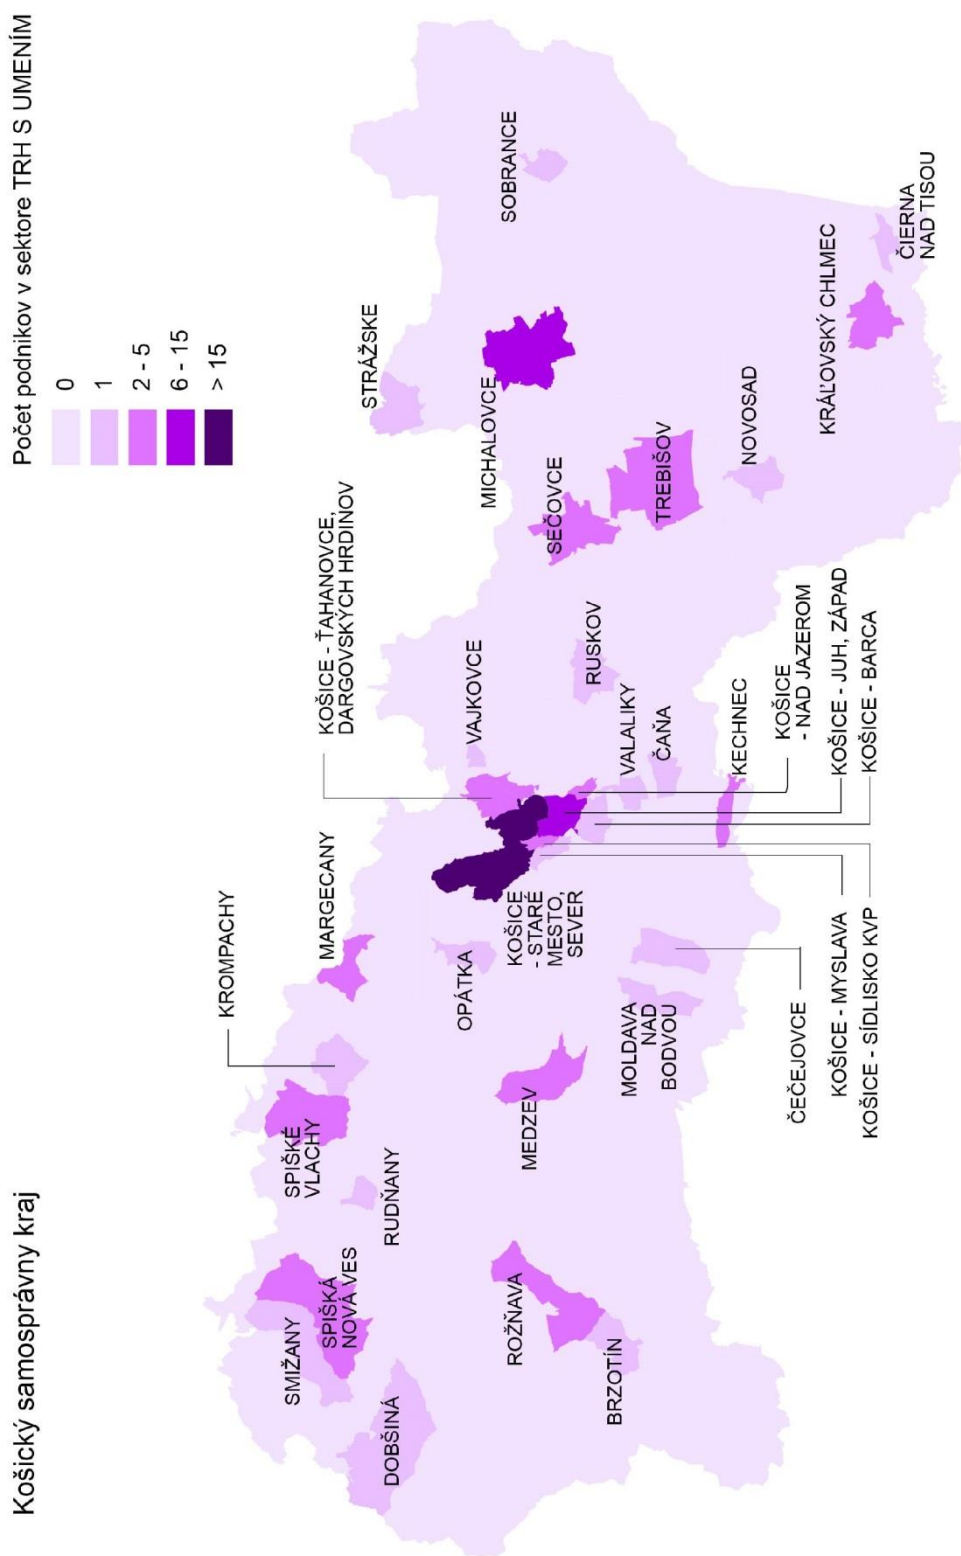 Košický samosprávny kraj
Počet podnikov v sektore TRH S UMENÍM
0
1
2 - 5
6 - 15
> 15
KROMPACHY
MARGECANY
KOŠICE - ŤAHANOVCE,
DARGOVSKÝCH HRDINOV
STRÁŽSKE
SOBRANCE
SMIŽANY
SPIŠKÁ
NOVÁ VES
SPIŠKÉ
VLACHY
RUDŇANY
DOBŠINÁ
OPÁTKA
VAJKOVCE
MICHALOVCE
SEČOVCE
KOŠICE
- STARÉ
MESTO,
SEVER
RUSKOV
TREBIŠOV
MEDZEV
ROŽŇAVA
BRZOTÍN
MOLDAVA
NAD
BODVOU
VALALIKY
ČAŇA
NOVOSAD
KECHNEC
KRÁĽOVSKÝ CHLMEC
ČIERNA
NAD TISOU
ČEČEJOVCE
KOŠICE - MYSLAVA
KOŠICE - SÍDLISKO KVP
KOŠICE
- NAD JAZEROM
KOŠICE - JUH, ZÁPAD
KOŠICE - BARCA